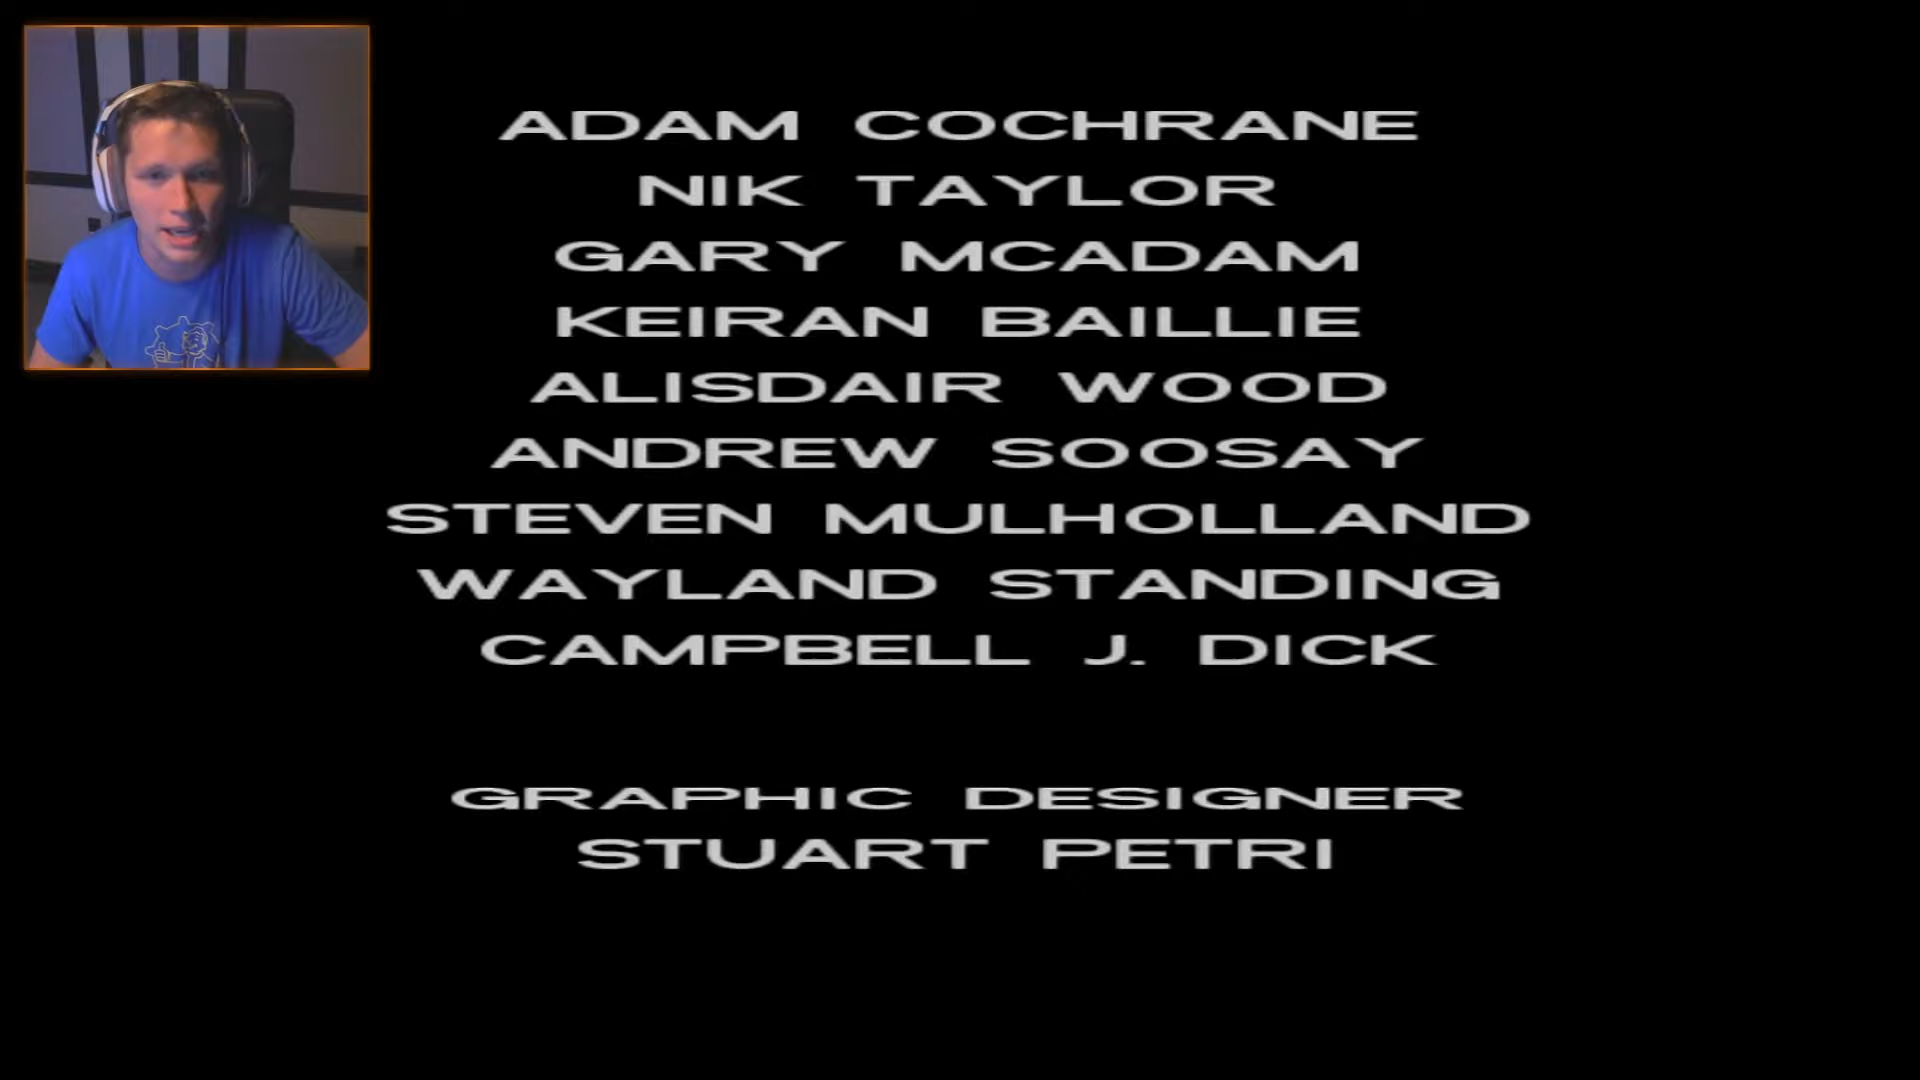 ADAM COCHRANE
NIK TAYLOR
GARY MCADAM
KEIRAN BAILLIE
ALISDAIR WOOD
ANDREW SOOSAY
STEVEN MULHOLLAND
WAYLAND STANDING
CAMPBELL J. DICK
GRAPHIC DESIGNER
STUART PETRI